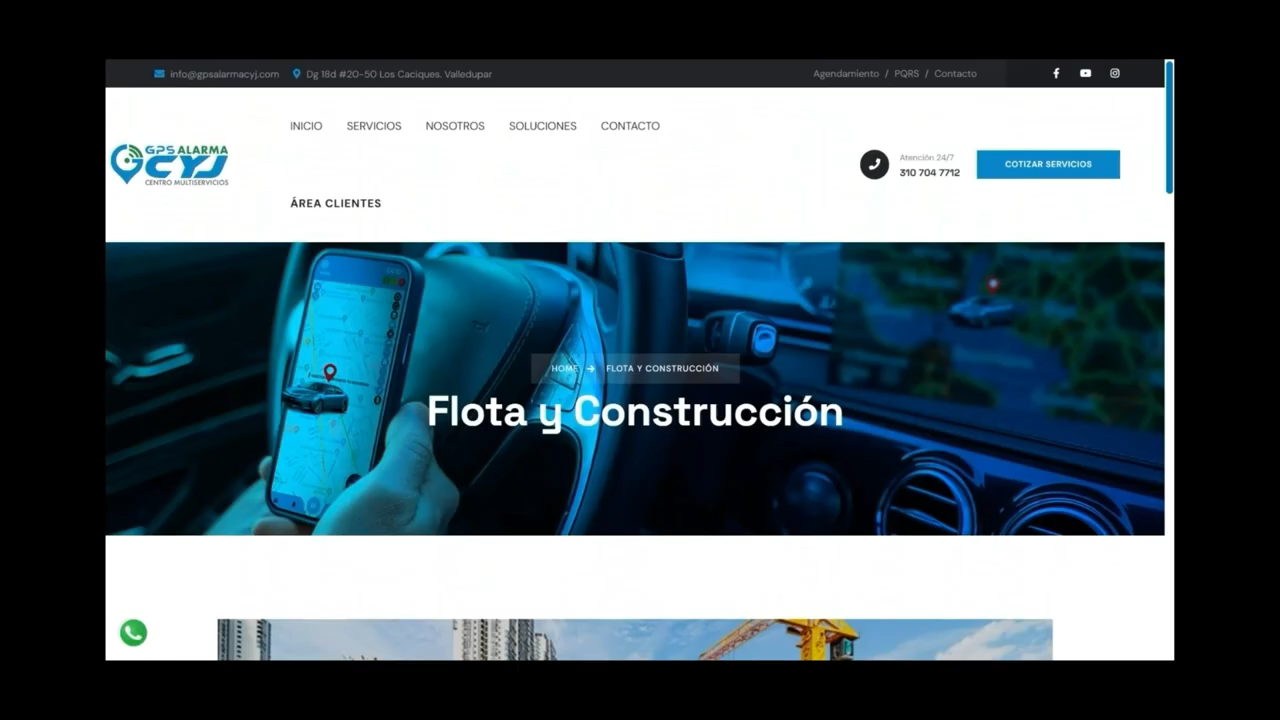 info@gpsalarmacyj.com Dg 18d #20-50 Los Caciques. Valledupar Agendamiento / PQRS / Contacto
INICIO SERVICIOS NOSOTROS SOLUCIONES CONTACTO
GPS ALARMA
CYJ
CENTRO MULTISERVICIOS
Atención 24/7
310 704 7712
COTIZAR SERVICIOS
ÁREA CLIENTES
HOME → FLOTA Y CONSTRUCCIÓN
Flota y Construcción